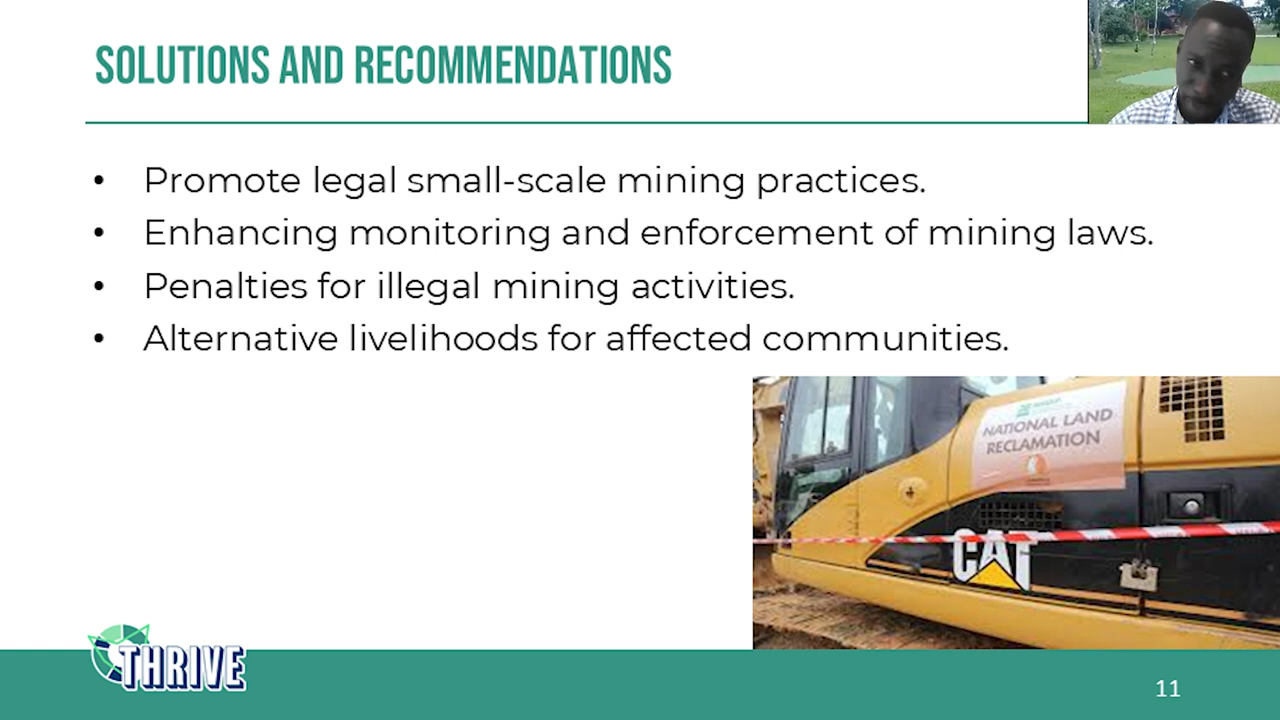 SOLUTIONS AND RECOMMENDATIONS
• Promote legal small-scale mining practices.
• Enhancing monitoring and enforcement of mining laws.
• Penalties for illegal mining activities.
• Alternative livelihoods for affected communities.
NATIONAL LAND
RECLAMATION
CAT
THRIVE
11